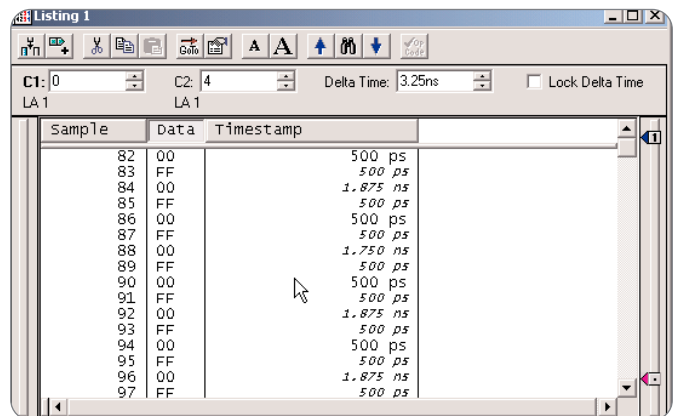 Listing 1
Goto A A Op Code
C1: 0 C2: 4 Delta Time: 3.25ns Lock Delta Time
LA 1 LA 1
Sample Data Timestamp
1
82 00 500 ps
83 FF 500 ps
84 00 1.875 ns
85 FF 500 ps
86 00 500 ps
87 FF 500 ps
88 00 1.750 ns
89 FF 500 ps
90 00 500 ps
91 FF 500 ps
92 00 1.875 ns
93 FF 500 ps
94 00 500 ps
95 FF 500 ps
96 00 1.875 ns
97 FF 500 ps